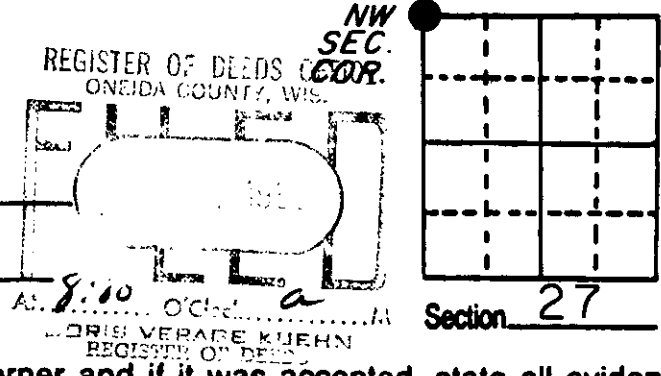 NW
SEC.
COR.
REGISTER OF DEEDS
ONEIDA COUNTY, WIS.
At 8:10 O'Clock a M
DORIS VERAGE KUEHN
REGISTER OF DEEDS
Section 27
corner and if it was accepted, state all eviden